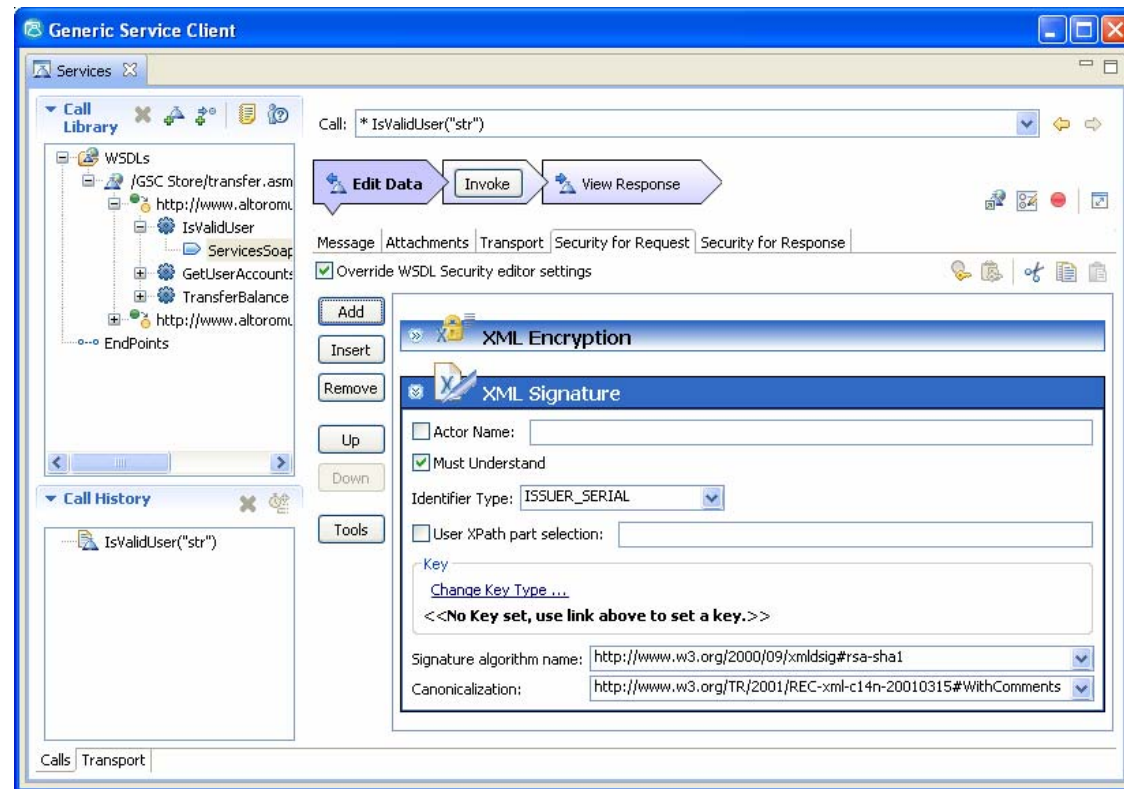 Generic Service Client
Services
Call Library
WSDLs
/GSC Store/transfer.asm
http://www.altoromu
IsValidUser
ServicesSoap
GetUserAccounts
TransferBalance
http://www.altoromu
EndPoints
Call History
IsValidUser("str")
Calls
Transport
Call: * IsValidUser("str")
Edit Data
Invoke
View Response
Message
Attachments
Transport
Security for Request
Security for Response
Override WSDL Security editor settings
Add
Insert
Remove
Up
Down
Tools
XML Encryption
XML Signature
Actor Name:
Must Understand
Identifier Type: ISSUER_SERIAL
User XPath part selection:
Key
Change Key Type ...
<<No Key set, use link above to set a key.>>
Signature algorithm name: http://www.w3.org/2000/09/xmldsig#rsa-sha1
Canonicalization: http://www.w3.org/TR/2001/REC-xml-c14n-20010315#WithComments